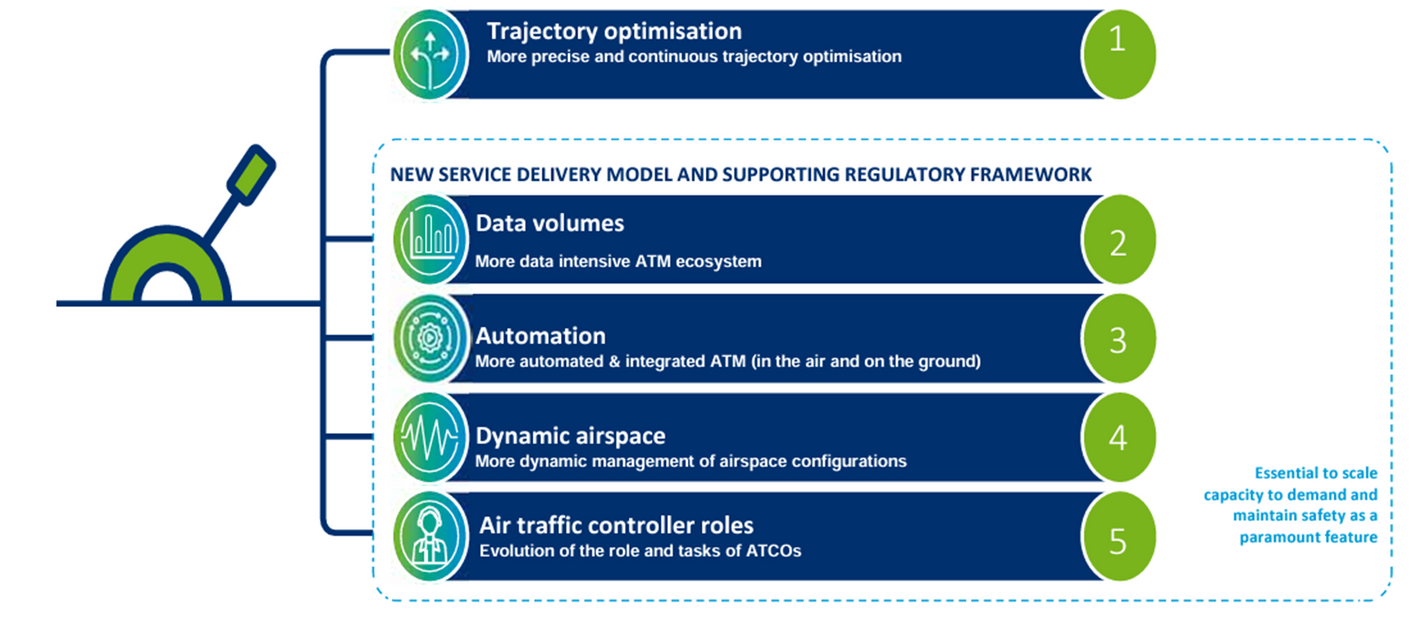 Trajectory optimisation
More precise and continuous trajectory optimisation
1
NEW SERVICE DELIVERY MODEL AND SUPPORTING REGULATORY FRAMEWORK
Data volumes
More data intensive ATM ecosystem
2
Automation
More automated & integrated ATM (in the air and on the ground)
3
Dynamic airspace
More dynamic management of airspace configurations
4
Air traffic controller roles
Evolution of the role and tasks of ATCOs
5
Essential to scale
capacity to demand and
maintain safety as a
paramount feature